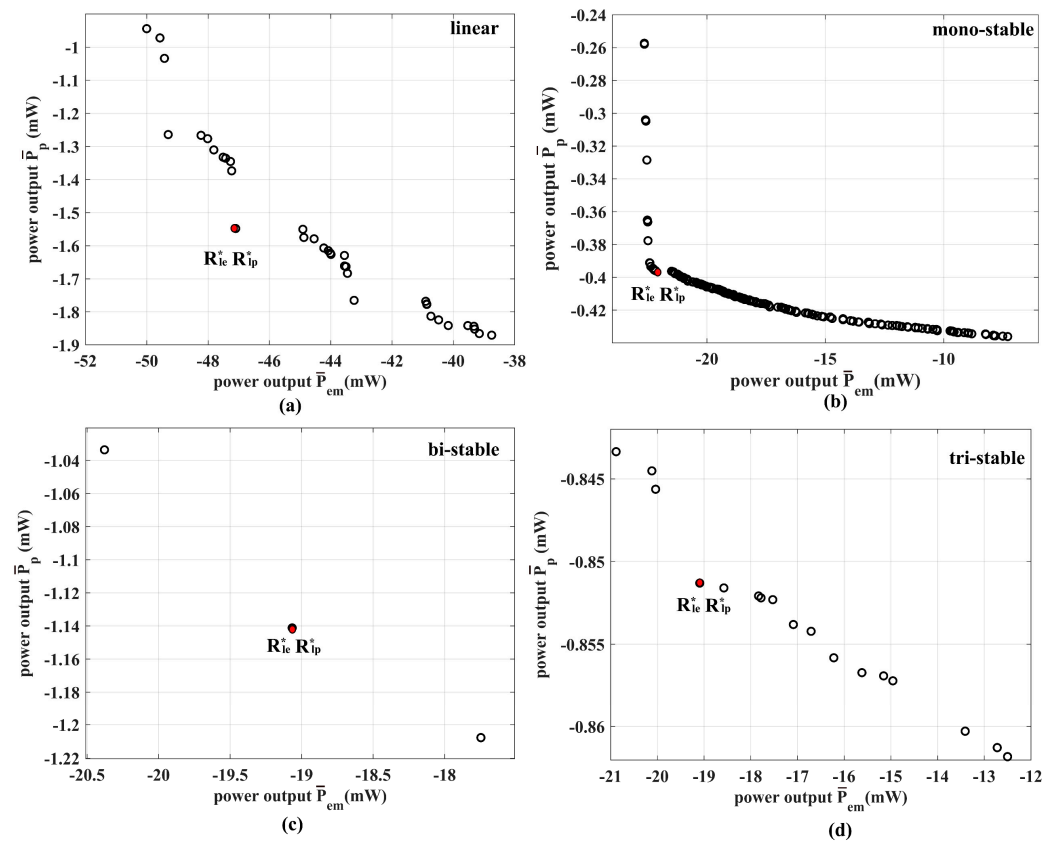 linear
-1
-1.1
-1.2
-1.3
-1.4
-1.5
-1.6
-1.7
-1.8
-1.9
power output P̅p (mW)
R*le R*lp
-52 -50 -48 -46 -44 -42 -40 -38
power output P̅em(mW)
(a)
mono-stable
-0.24
-0.26
-0.28
-0.3
-0.32
-0.34
-0.36
-0.38
-0.4
-0.42
power output P̅p (mW)
R*le R*lp
-20 -15 -10
power output P̅em(mW)
(b)
bi-stable
-1.04
-1.06
-1.08
-1.1
-1.12
-1.14
-1.16
-1.18
-1.2
-1.22
power output P̅p (mW)
R*le R*lp
-20.5 -20 -19.5 -19 -18.5 -18
power output P̅em(mW)
(c)
tri-stable
-0.845
-0.85
-0.855
-0.86
power output P̅p (mW)
R*le R*lp
-21 -20 -19 -18 -17 -16 -15 -14 -13 -12
power output P̅em(mW)
(d)